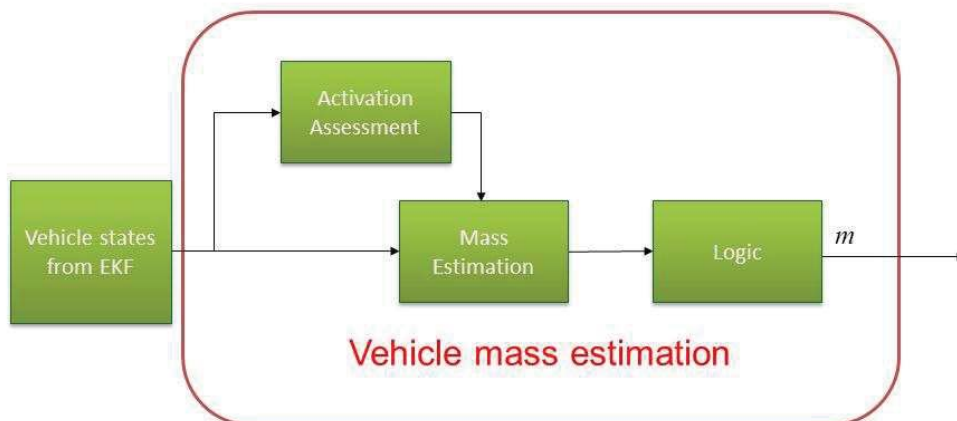 Activation
Assessment
Vehicle states
from EKF
Mass
Estimation
Logic
m
Vehicle mass estimation